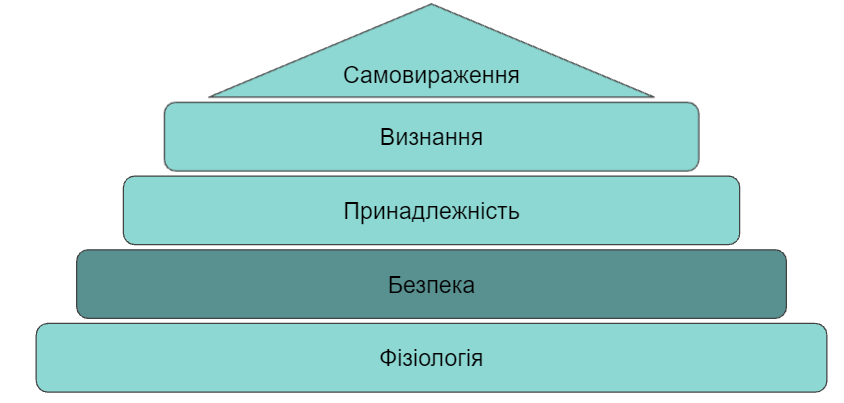 Самовираження
Визнання
Принадлежність
Безпека
Фізіологія